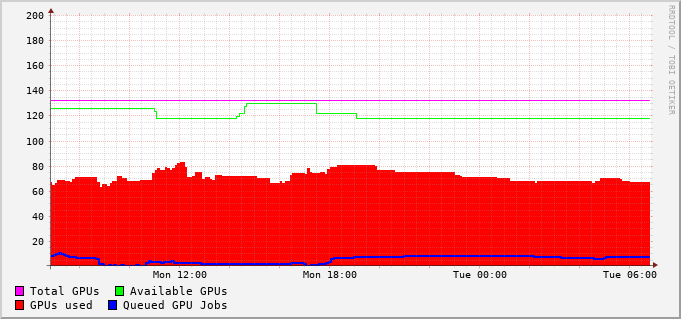 200
180
160
140
120
100
80
60
40
20
Mon 12:00 Mon 18:00 Tue 00:00 Tue 06:00
Total GPUs Available GPUs
GPUs used Queued GPU Jobs
RRDTOOL / TOBI OETIKER